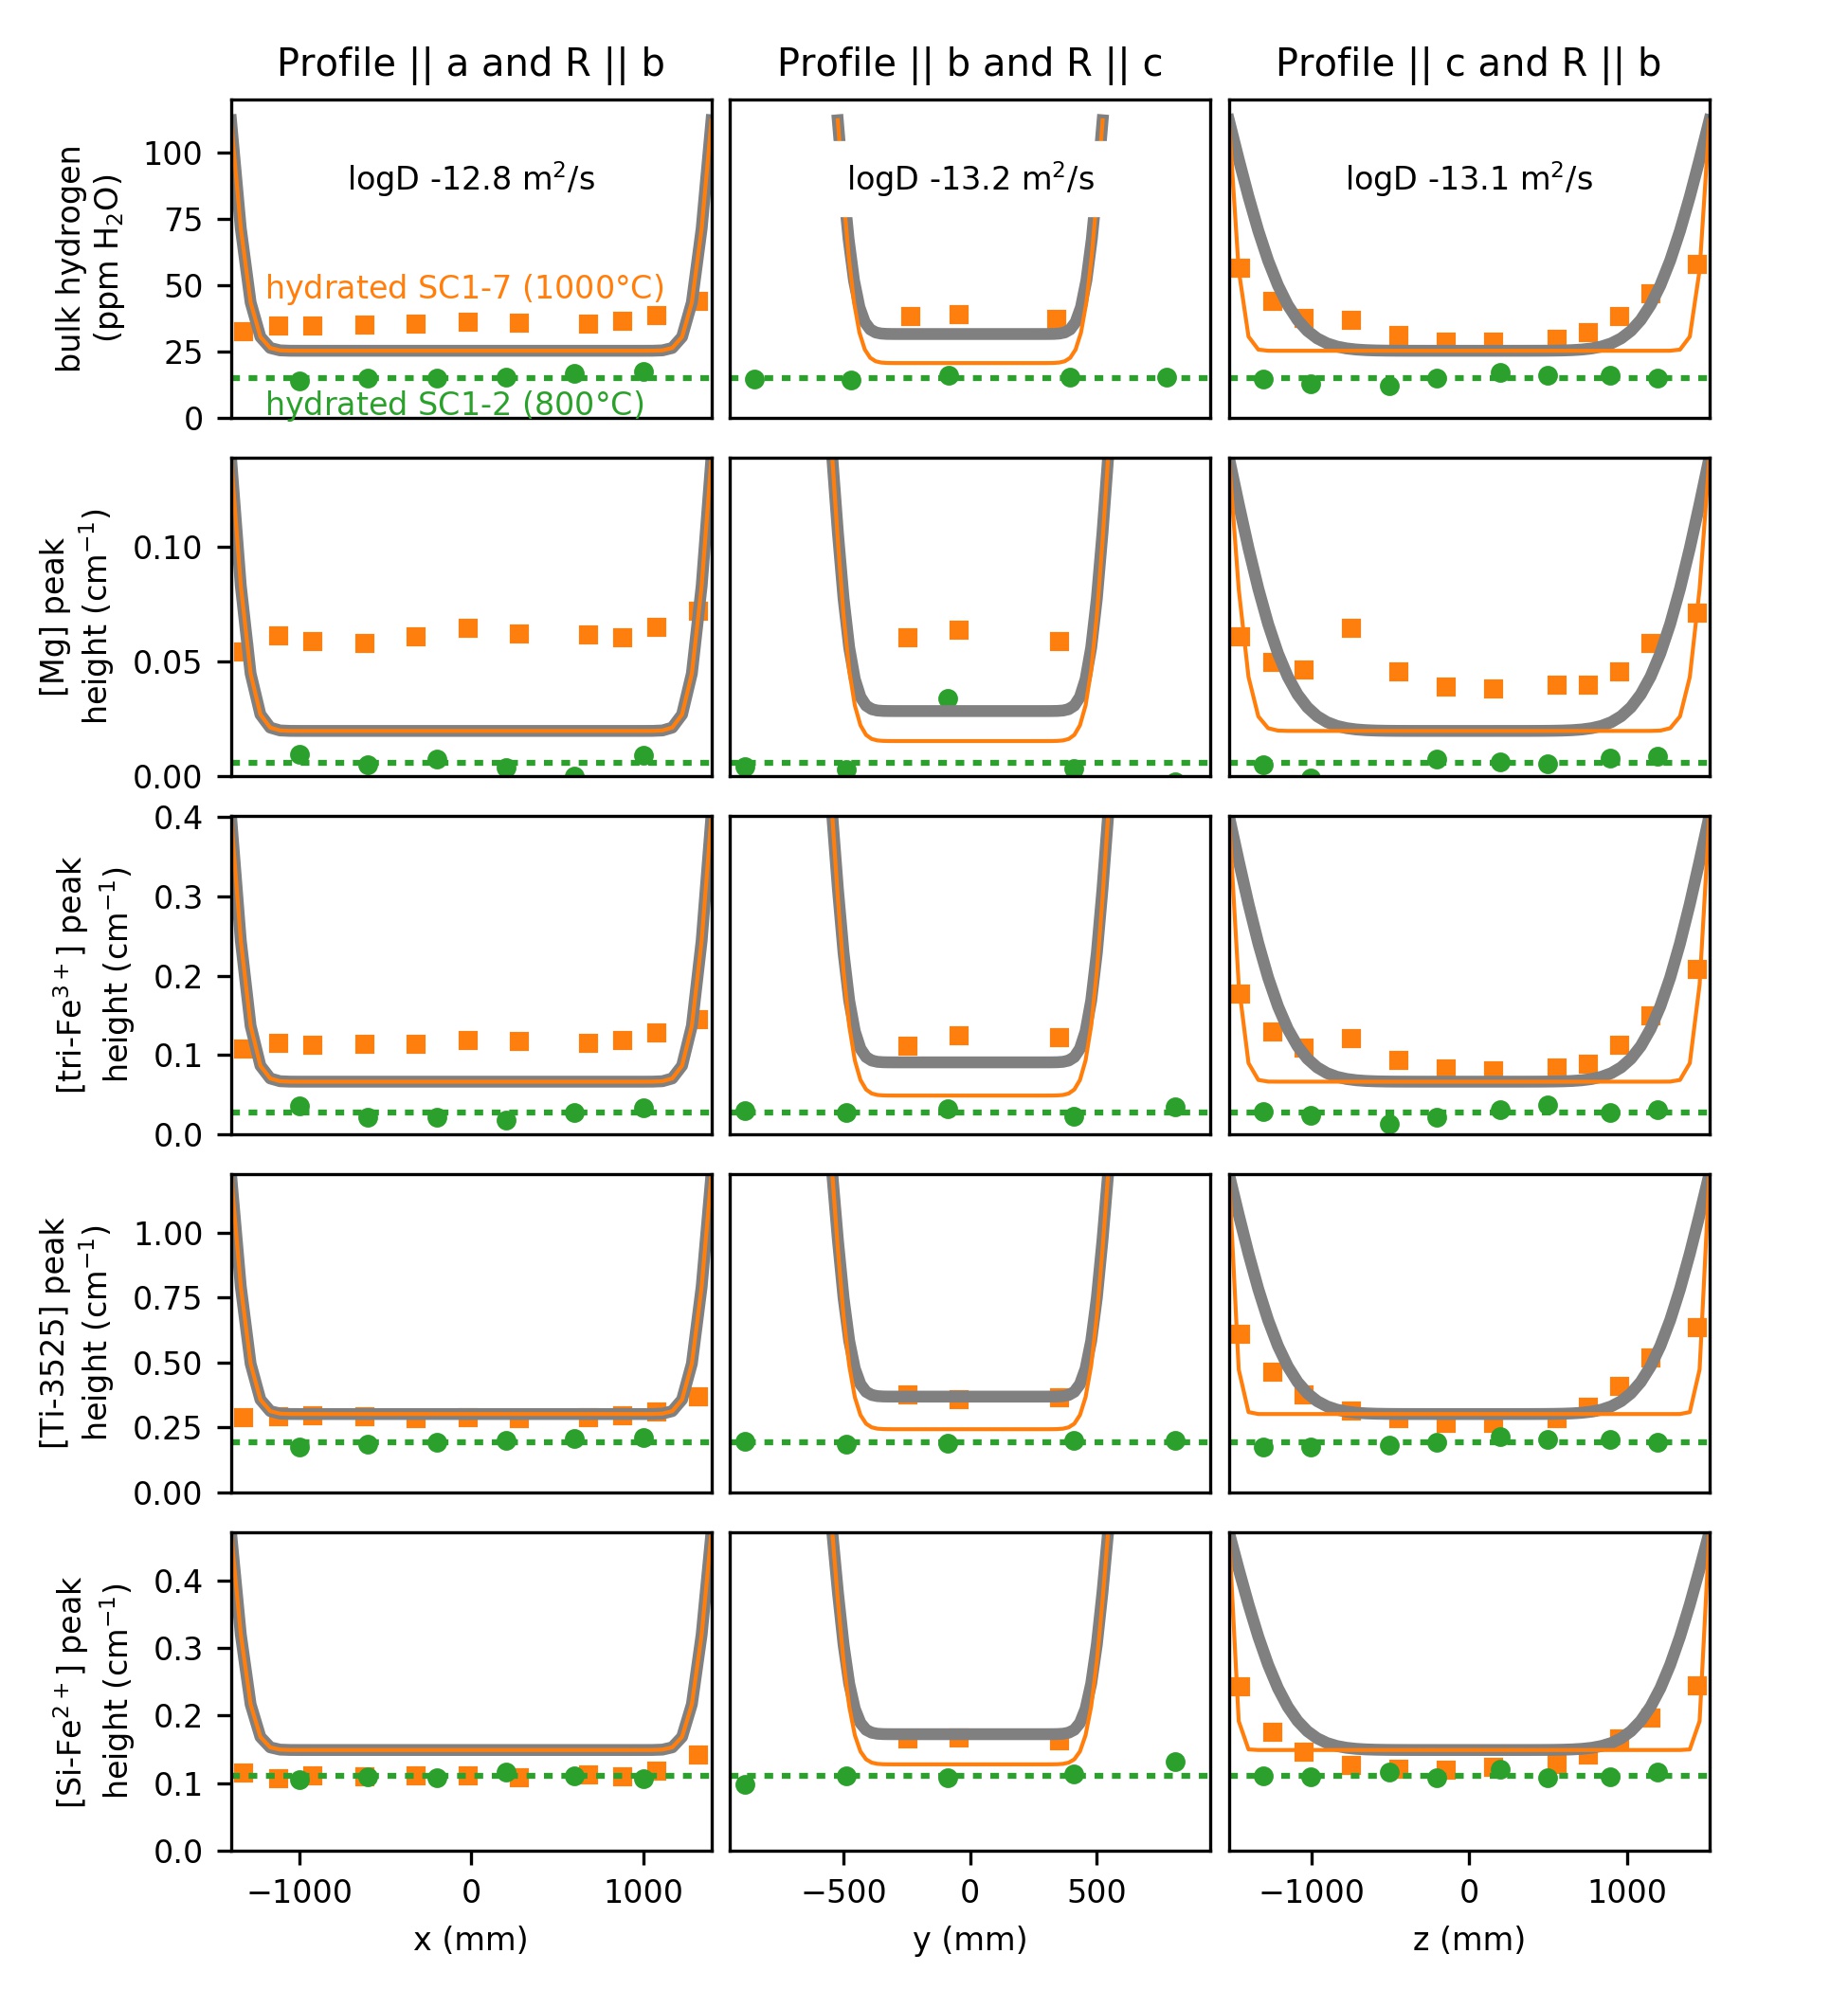 Profile || a and R || b
Profile || b and R || c
Profile || c and R || b
bulk hydrogen
(ppm H₂O)
100
75
50
25
0
logD -12.8 m²/s
logD -13.2 m²/s
logD -13.1 m²/s
hydrated SC1-7 (1000°C)
hydrated SC1-2 (800°C)
[Mg] peak
height (cm⁻¹)
0.10
0.05
0.00
[tri-Fe³⁺] peak
height (cm⁻¹)
0.4
0.3
0.2
0.1
0.0
[Ti-3525] peak
height (cm⁻¹)
1.00
0.75
0.50
0.25
0.00
[Si-Fe²⁺] peak
height (cm⁻¹)
0.4
0.3
0.2
0.1
0.0
−1000 0 1000
−500 0 500
−1000 0 1000
x (mm)
y (mm)
z (mm)